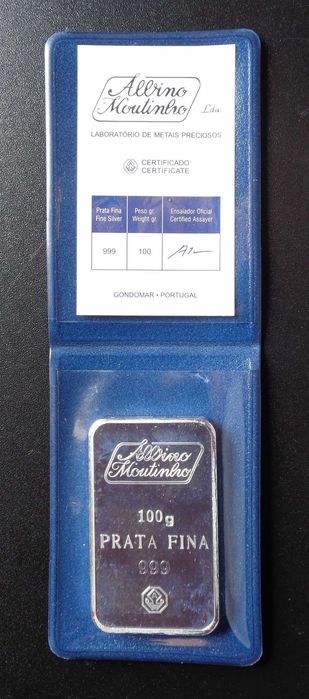 Albino
Moutinho Lda.
LABORATÓRIO DE METAIS PRECIOSOS
CERTIFICADO
CERTIFICATE
Prata Fina
Fine Silver
Peso gr.
Weight gr.
Ensaiador Oficial
Certified Assayer
999
100
GONDOMAR • PORTUGAL
Albino
Moutinho
100g
PRATA FINA
999